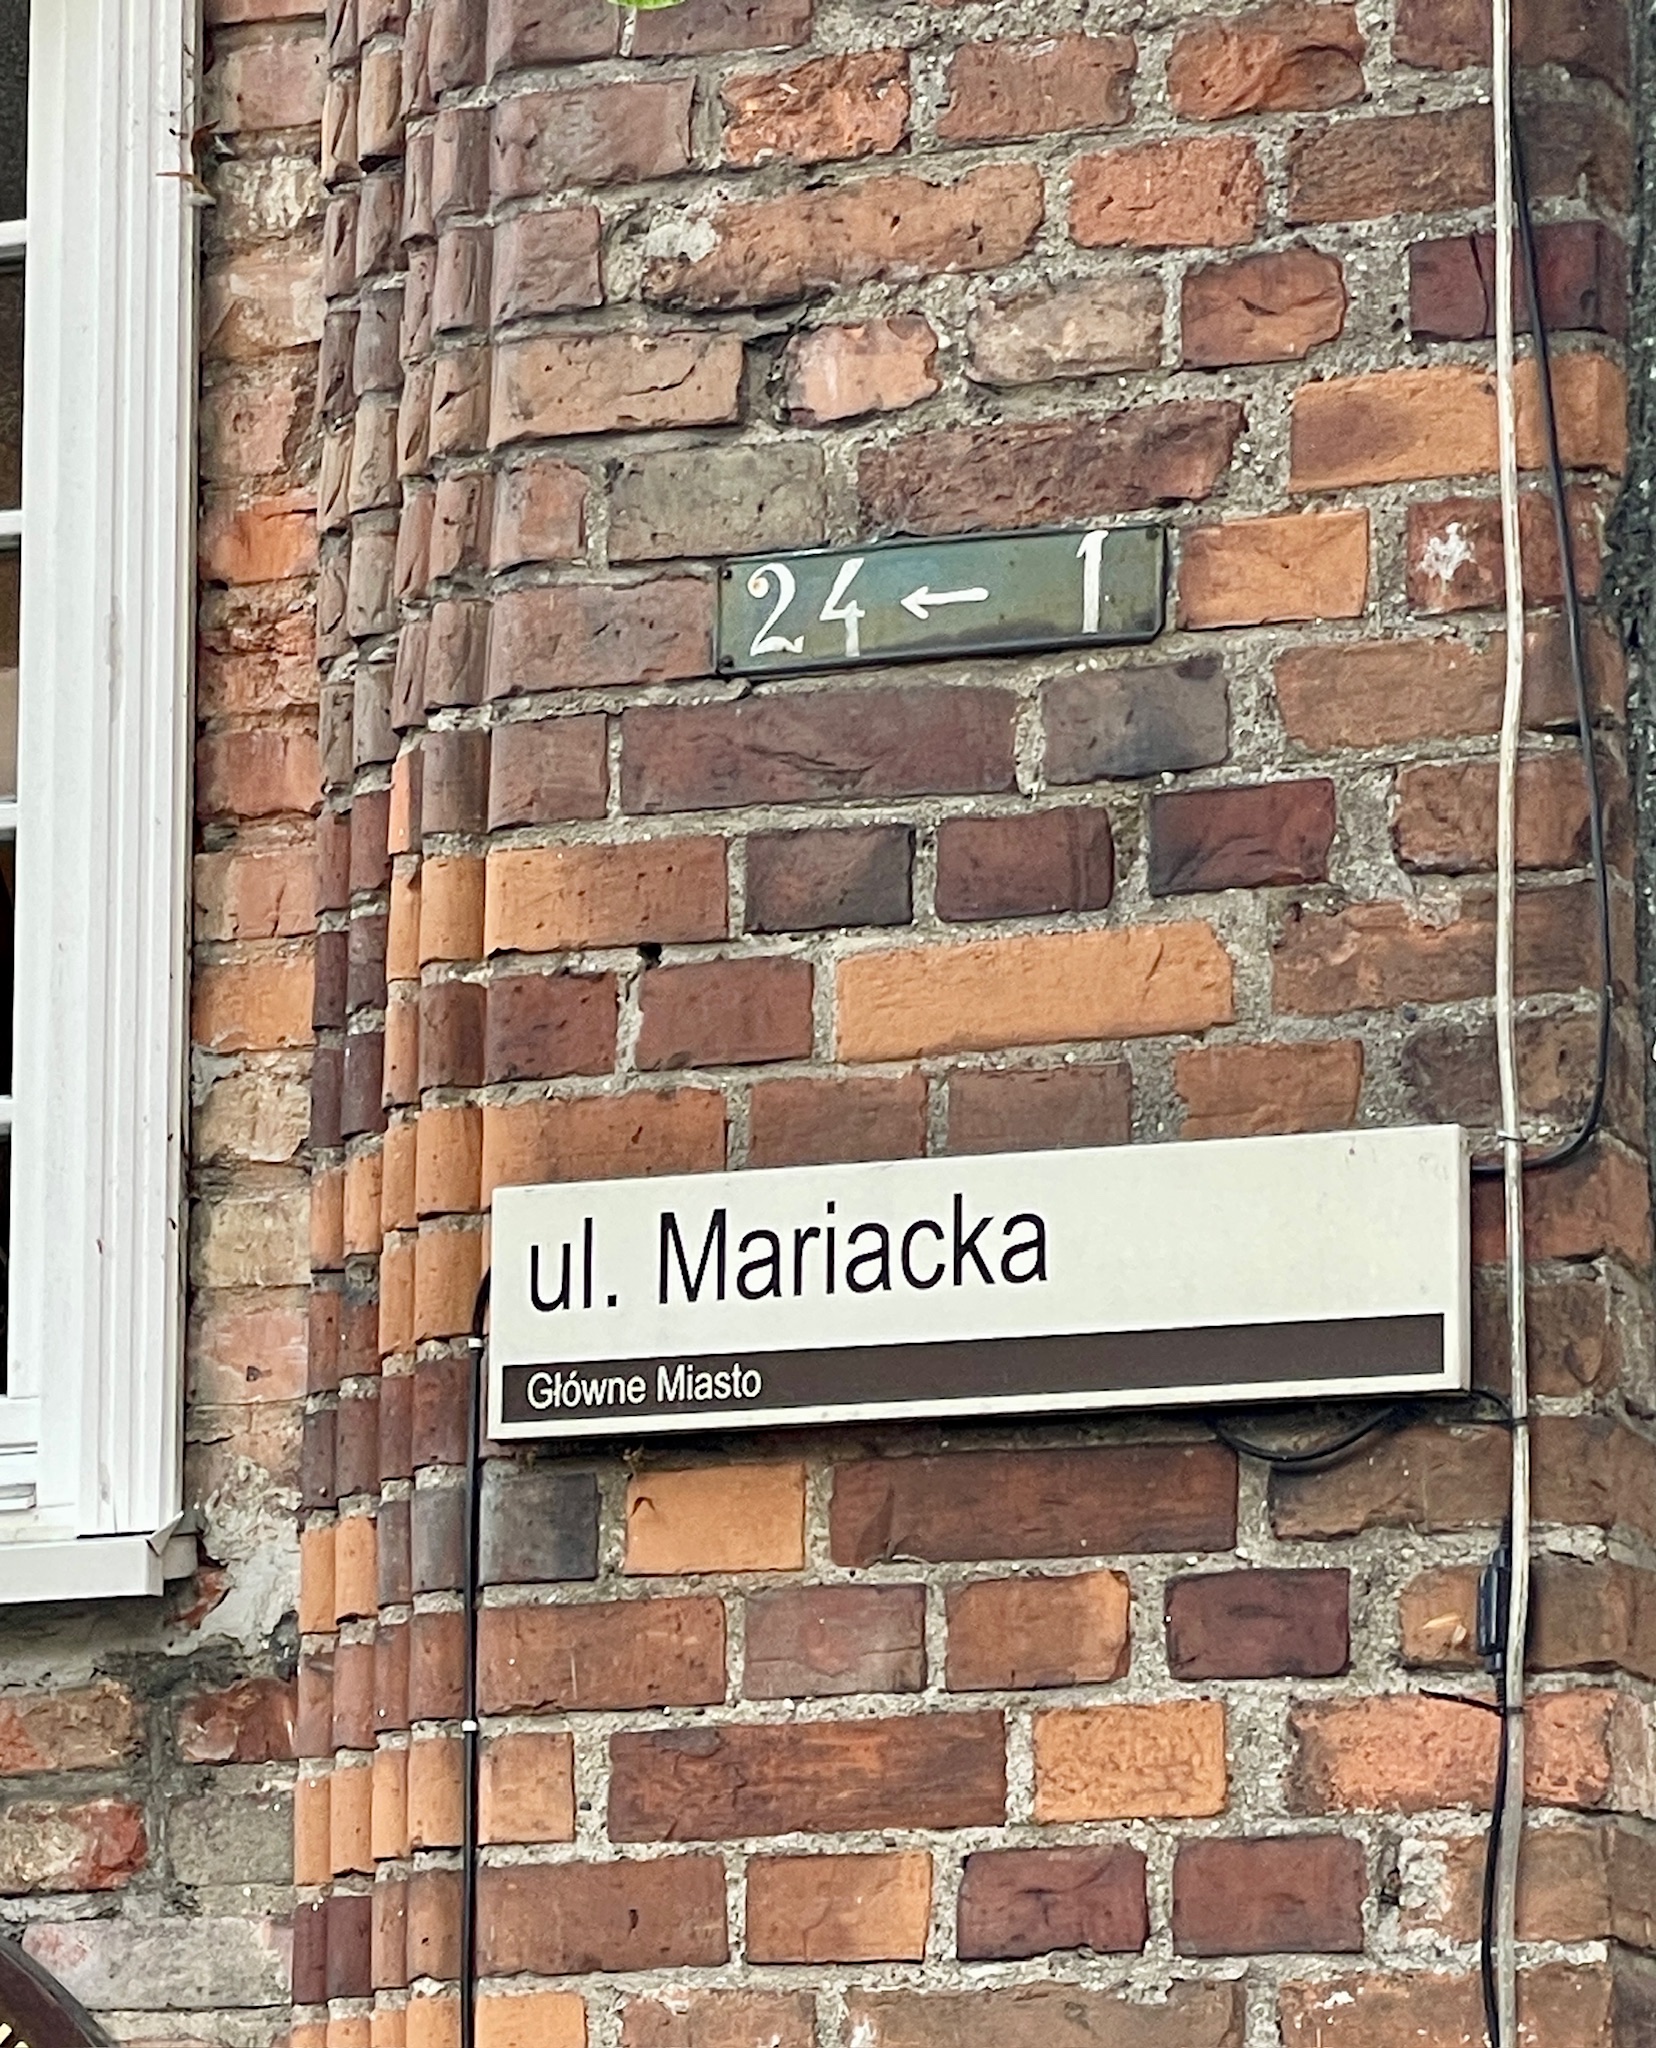 24 ← 1
ul. Mariacka
Główne Miasto